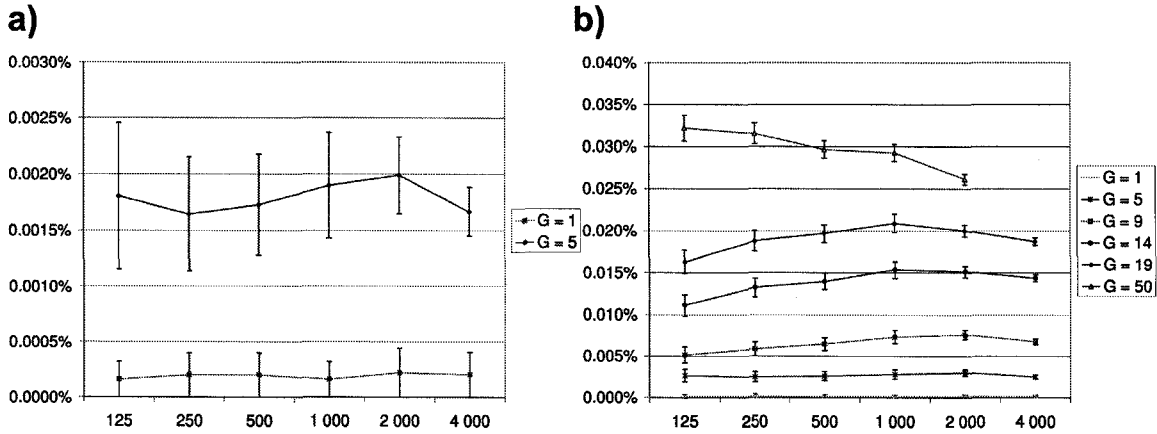 a)
0.0030%
0.0025%
0.0020%
0.0015%
0.0010%
0.0005%
0.0000%
125 250 500 1 000 2 000 4 000
G = 1
G = 5
b)
0.040%
0.035%
0.030%
0.025%
0.020%
0.015%
0.010%
0.005%
0.000%
125 250 500 1 000 2 000 4 000
G = 1
G = 5
G = 9
G = 14
G = 19
G = 50